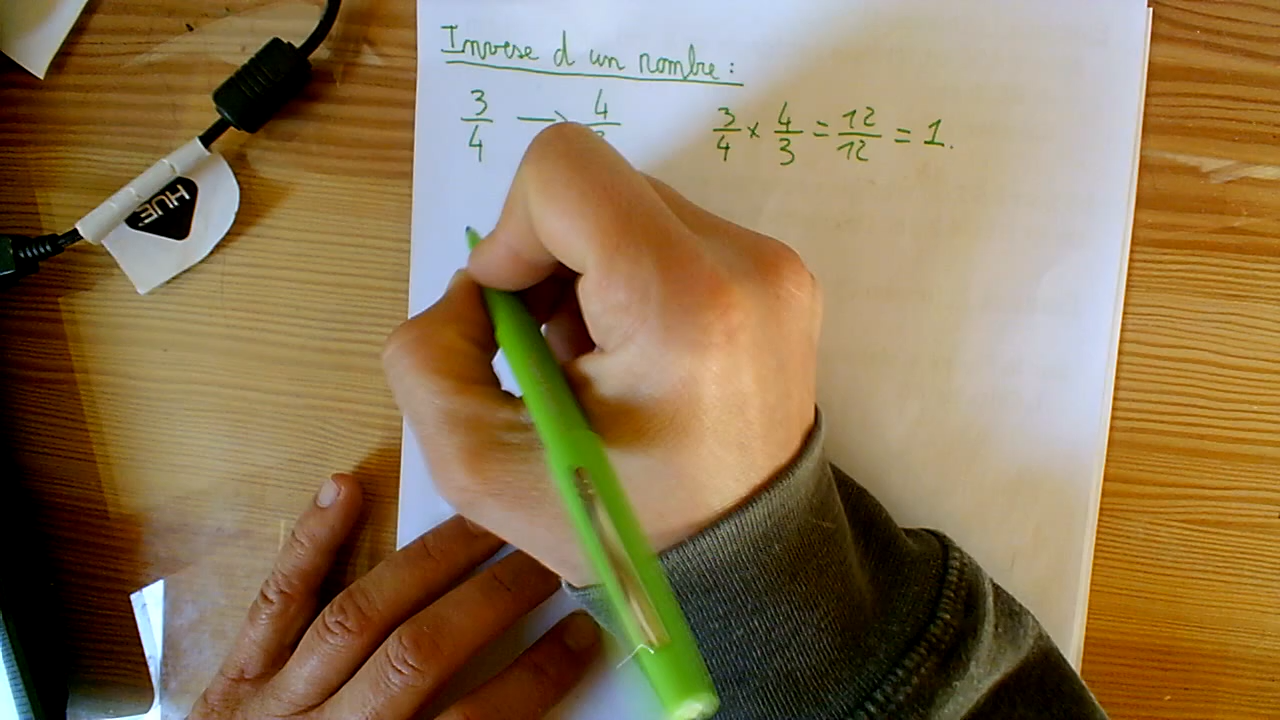 Inverse d un nombre :
3/4 → 4/3
3/4 × 4/3 = 12/12 = 1.
HUE